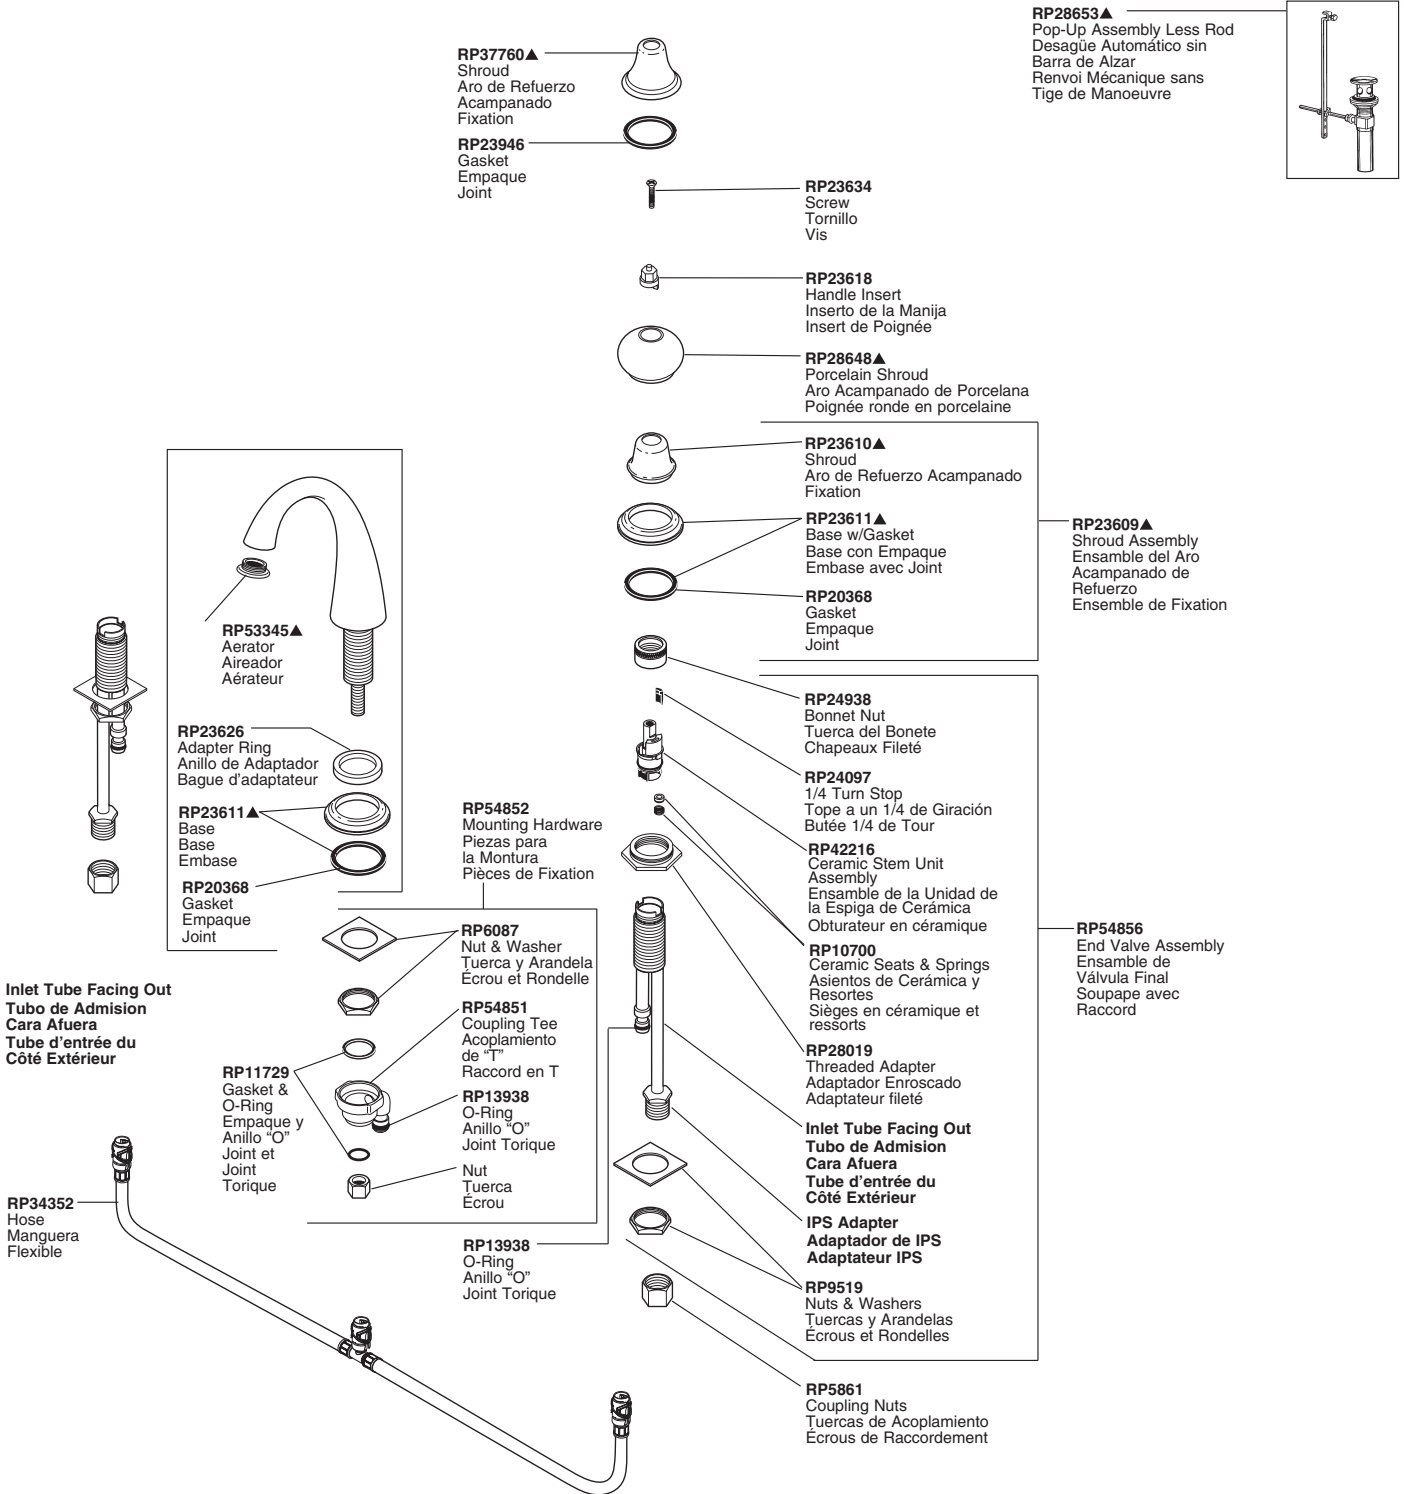 RP28653▲
Pop-Up Assembly Less Rod
Desagüe Automático sin
Barra de Alzar
Renvoi Mécanique sans
Tige de Manoeuvre
RP37760▲
Shroud
Aro de Refuerzo
Acampanado
Fixation
RP23946
Gasket
Empaque
Joint
RP23634
Screw
Tornillo
Vis
RP23618
Handle Insert
Inserto de la Manija
Insert de Poignée
RP28648▲
Porcelain Shroud
Aro Acampanado de Porcelana
Poignée ronde en porcelaine
RP23610▲
Shroud
Aro de Refuerzo Acampanado
Fixation
RP23611▲
Base w/Gasket
Base con Empaque
Embase avec Joint
RP20368
Gasket
Empaque
Joint
RP23609▲
Shroud Assembly
Ensamble del Aro
Acampanado de
Refuerzo
Ensemble de Fixation
RP53345▲
Aerator
Aireador
Aérateur
RP23626
Adapter Ring
Anillo de Adaptador
Bague d'adaptateur
RP23611▲
Base
Base
Embase
RP20368
Gasket
Empaque
Joint
RP24938
Bonnet Nut
Tuerca del Bonete
Chapeaux Fileté
RP24097
1/4 Turn Stop
Tope a un 1/4 de Giración
Butée 1/4 de Tour
RP42216
Ceramic Stem Unit
Assembly
Ensamble de la Unidad de
la Espiga de Cerámica
Obturateur en céramique
RP10700
Ceramic Seats & Springs
Asientos de Cerámica y
Resortes
Sièges en céramique et
ressorts
RP28019
Threaded Adapter
Adaptador Enroscado
Adaptateur fileté
Inlet Tube Facing Out
Tubo de Admision
Cara Afuera
Tube d'entrée du
Côté Extérieur
IPS Adapter
Adaptador de IPS
Adaptateur IPS
RP9519
Nuts & Washers
Tuercas y Arandelas
Écrous et Rondelles
RP54856
End Valve Assembly
Ensamble de
Válvula Final
Soupape avec
Raccord
RP5861
Coupling Nuts
Tuercas de Acoplamiento
Écrous de Raccordement
RP54852
Mounting Hardware
Piezas para
la Montura
Pièces de Fixation
RP6087
Nut & Washer
Tuerca y Arandela
Écrou et Rondelle
RP54851
Coupling Tee
Acoplamiento
de “T”
Raccord en T
RP13938
O-Ring
Anillo “O”
Joint Torique
Nut
Tuerca
Écrou
RP11729
Gasket &
O-Ring
Empaque y
Anillo “O”
Joint et
Joint
Torique
RP13938
O-Ring
Anillo “O”
Joint Torique
Inlet Tube Facing Out
Tubo de Admision
Cara Afuera
Tube d'entrée du
Côté Extérieur
RP34352
Hose
Manguera
Flexible